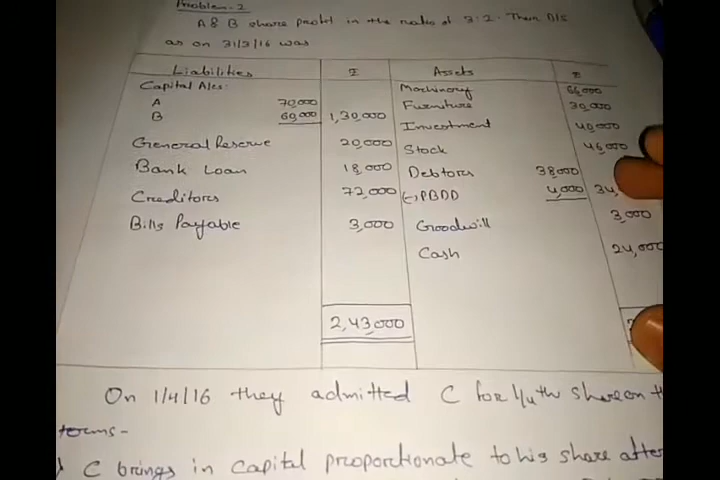 Problem-2
A & B share profit in the ratio of 3:2. Their B/S
as on 31/3/16 was
Liabilities ₹ Assets ₹
Capital A/cs: Machinery 66,000
A 70,000 Furniture 30,000
B 60,000 1,30,000 Investment 40,000
General Reserve 20,000 Stock 46,000
Bank Loan 18,000 Debtors 38,000
Creditors 72,000 (-) PBDD 4,000 34,
Bills Payable 3,000 Goodwill 3,000
Cash 24,000
2,43,000
On 1/4/16 they admitted C for 1/4th share on
terms-
C brings in capital proportionate to his share after